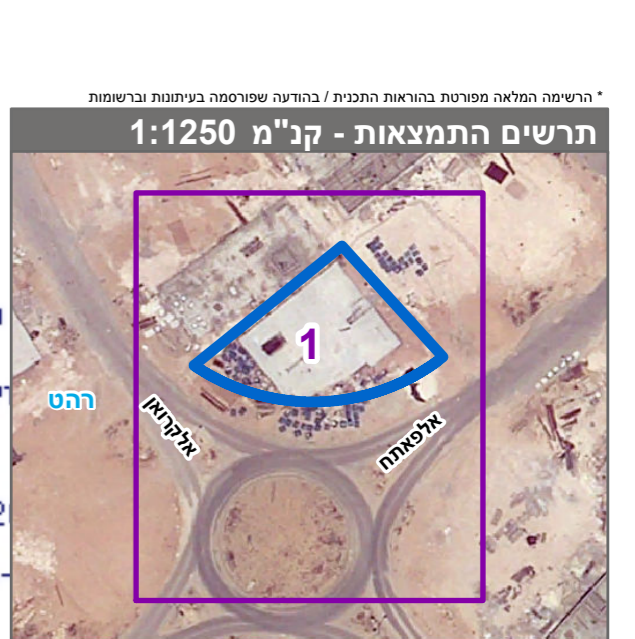 * הרשימה המלאה מפורטת בהוראות התכנית / בהודעה שפורסמה בעיתונות וברשומות
תרשים התמצאות - קנ"מ 1:1250
1
רהט
אלקרואן
אלפאתח